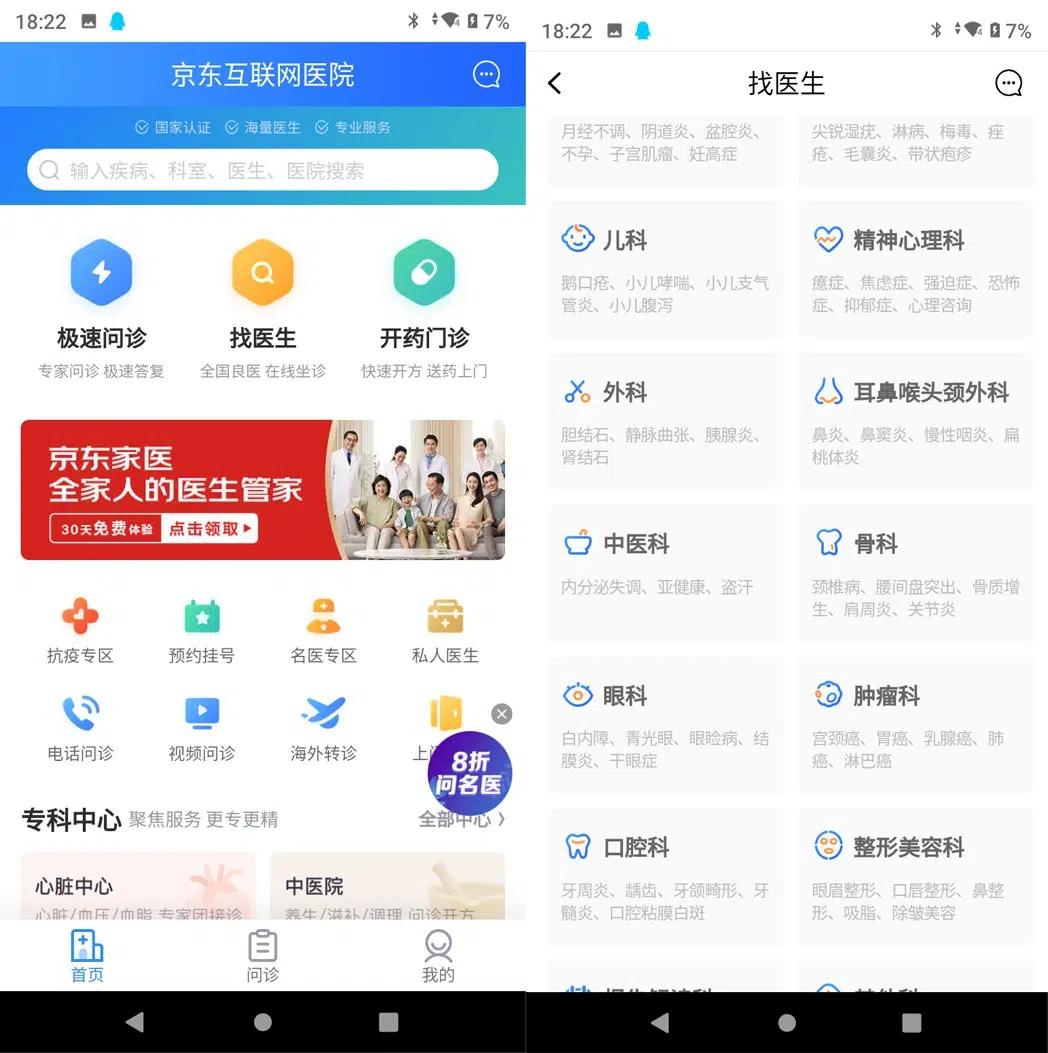 18:22
7%
京东互联网医院
国家认证 海量医生 专业服务
输入疾病、科室、医生、医院搜索
极速问诊 找医生 开药门诊
专家问诊 极速答复 全国良医 在线坐诊 快速开方 送药上门
京东家医
全家人的医生管家
30天免费体验 点击领取
抗疫专区 预约挂号 名医专区 私人医生
电话问诊 视频问诊 海外转诊 上门
8折
问名医
专科中心 聚焦服务 更专更精 全部中心
心脏中心 中医院
心脏/血压/血脂 专家团接诊 养生/滋补/调理 问诊开方
首页 问诊 我的
18:22
7%
找医生
月经不调、阴道炎、盆腔炎、
不孕、子宫肌瘤、妊高症
尖锐湿疣、淋病、梅毒、痤
疮、毛囊炎、带状疱疹
儿科
鹅口疮、小儿哮喘、小儿支气
管炎、小儿腹泻
精神心理科
癔症、焦虑症、强迫症、恐怖
症、抑郁症、心理咨询
外科
胆结石、静脉曲张、胰腺炎、
肾结石
耳鼻喉头颈外科
鼻炎、鼻窦炎、慢性咽炎、扁
桃体炎
中医科
内分泌失调、亚健康、盗汗
骨科
颈椎病、腰间盘突出、骨质增
生、肩周炎、关节炎
眼科
白内障、青光眼、眼睑病、结
膜炎、干眼症
肿瘤科
宫颈癌、胃癌、乳腺癌、肺
癌、淋巴癌
口腔科
牙周炎、龋齿、牙颌畸形、牙
髓炎、口腔粘膜白斑
整形美容科
眼眉整形、口唇整形、鼻整
形、吸脂、除皱美容